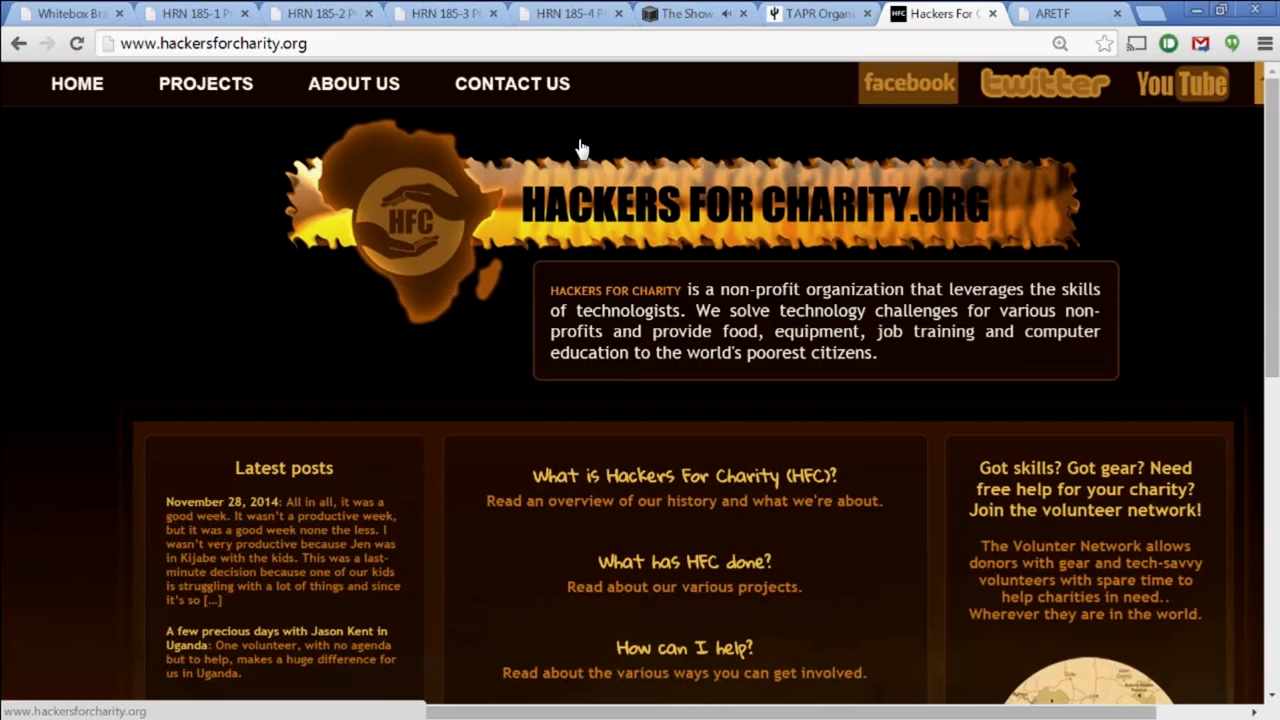 Whitebox Bra
HRN 185-1 P
HRN 185-2 P
HRN 185-3 P
HRN 185-4 P
The Show
TAPR Organ
Hackers For
ARETF
www.hackersforcharity.org
HOME
PROJECTS
ABOUT US
CONTACT US
facebook
twitter
YouTube
HFC
HACKERS FOR CHARITY.ORG
HACKERS FOR CHARITY is a non-profit organization that leverages the skills
of technologists. We solve technology challenges for various non-
profits and provide food, equipment, job training and computer
education to the world's poorest citizens.
Latest posts
November 28, 2014: All in all, it was a
good week. It wasn't a productive week,
but it was a good week none the less. I
wasn't very productive because Jen was
in Kijabe with the kids. This was a last-
minute decision because one of our kids
is struggling with a lot of things and since
it's so [...]
A few precious days with Jason Kent in
Uganda: One volunteer, with no agenda
but to help, makes a huge difference for
us in Uganda.
What is Hackers For Charity (HFC)?
Read an overview of our history and what we're about.
What has HFC done?
Read about our various projects.
How can I help?
Read about the various ways you can get involved.
Got skills? Got gear? Need
free help for your charity?
Join the volunteer network!
The Volunter Network allows
donors with gear and tech-savvy
volunteers with spare time to
help charities in need..
Wherever they are in the world.
www.hackersforcharity.org